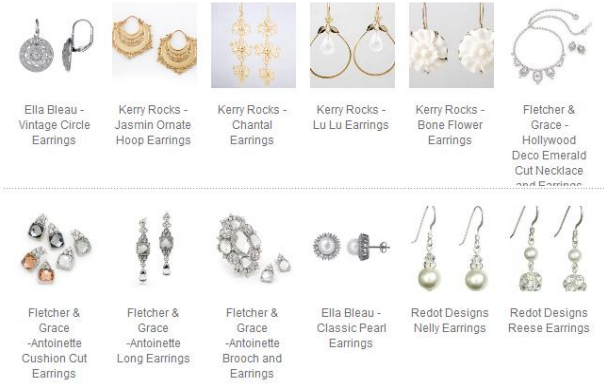 Ella Bleau -
Vintage Circle
Earrings
Kerry Rocks -
Jasmin Ornate
Hoop Earrings
Kerry Rocks -
Chantal
Earrings
Kerry Rocks -
Lu Lu Earrings
Kerry Rocks -
Bone Flower
Earrings
Fletcher &
Grace -
Hollywood
Deco Emerald
Cut Necklace
and Earrings
Fletcher &
Grace
-Antoinette
Cushion Cut
Earrings
Fletcher &
Grace
-Antoinette
Long Earrings
Fletcher &
Grace
-Antoinette
Brooch and
Earrings
Ella Bleau -
Classic Pearl
Earrings
Redot Designs
Nelly Earrings
Redot Designs
Reese Earrings